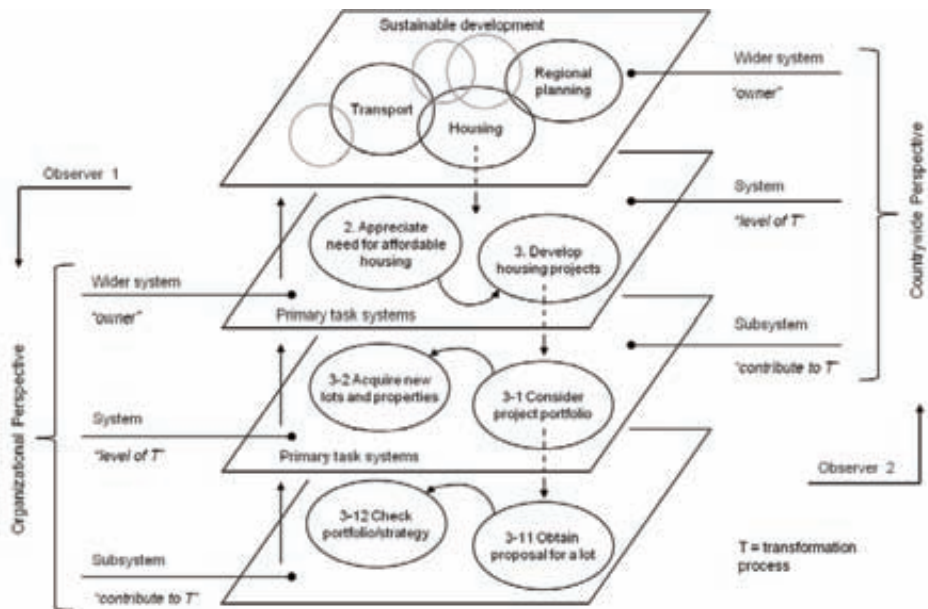 Sustainable development
Regional
planning
Transport
Housing
Wider system
"owner"
Countrywide Perspective
Observer 1
System
"level of T"
2. Appreciate
need for affordable
housing
3. Develop
housing projects
Wider system
"owner"
Primary task systems
Subsystem
"contribute to T"
Organizational Perspective
3-2 Acquire new
lots and properties
3-1 Consider
project portfolio
System
"level of T"
Primary task systems
Observer 2
3-12 Check
portfolio/strategy
3-11 Obtain
proposal for a lot
Subsystem
"contribute to T"
T = transformation
process